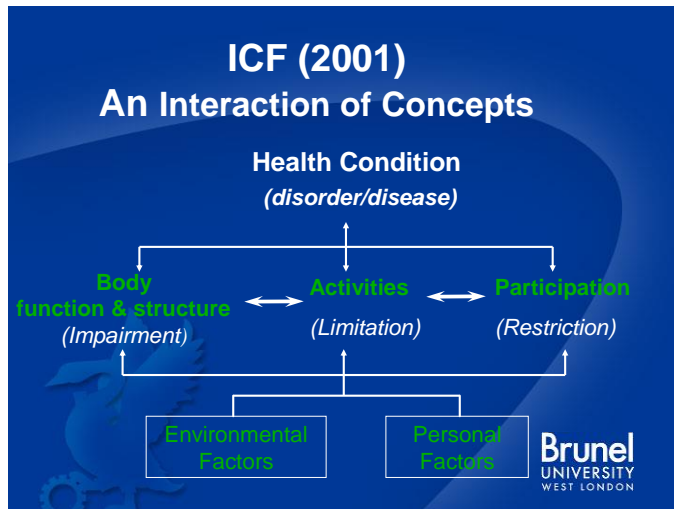 ICF (2001)
An Interaction of Concepts
Health Condition
(disorder/disease)
Body
function & structure
(Impairment)
Activities
(Limitation)
Participation
(Restriction)
Environmental
Factors
Personal
Factors
Brunel
UNIVERSITY
WEST LONDON